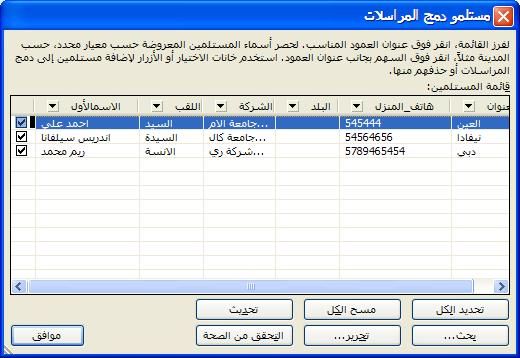 مستلمو دمج المراسلات
لفرز القائمة، انقر فوق عنوان العمود المناسب. لحصر أسماء المستلمين المعروضة حسب معيار محدد، حسب
المدينة مثلاً، انقر فوق السهم بجانب عنوان العمود. استخدم خانات الاختيار أو الأزرار لإضافة مستلمين إلى دمج
المراسلات أو حذفهم منها.
قائمة المستلمين:
الاسم الأول اللقب الشركة البلد هاتف_المنزل عنوان
احمد علي السيد جامعة الام... 545444 العين
اندريس سيلفانا السيدة جامعة كال... 54564656 نيفادا
ريم محمد الانسة شركة ري... 5789465454 دبي
تحديد الكل مسح الكل تحديث
بحث... تحرير... التحقق من الصحة موافق